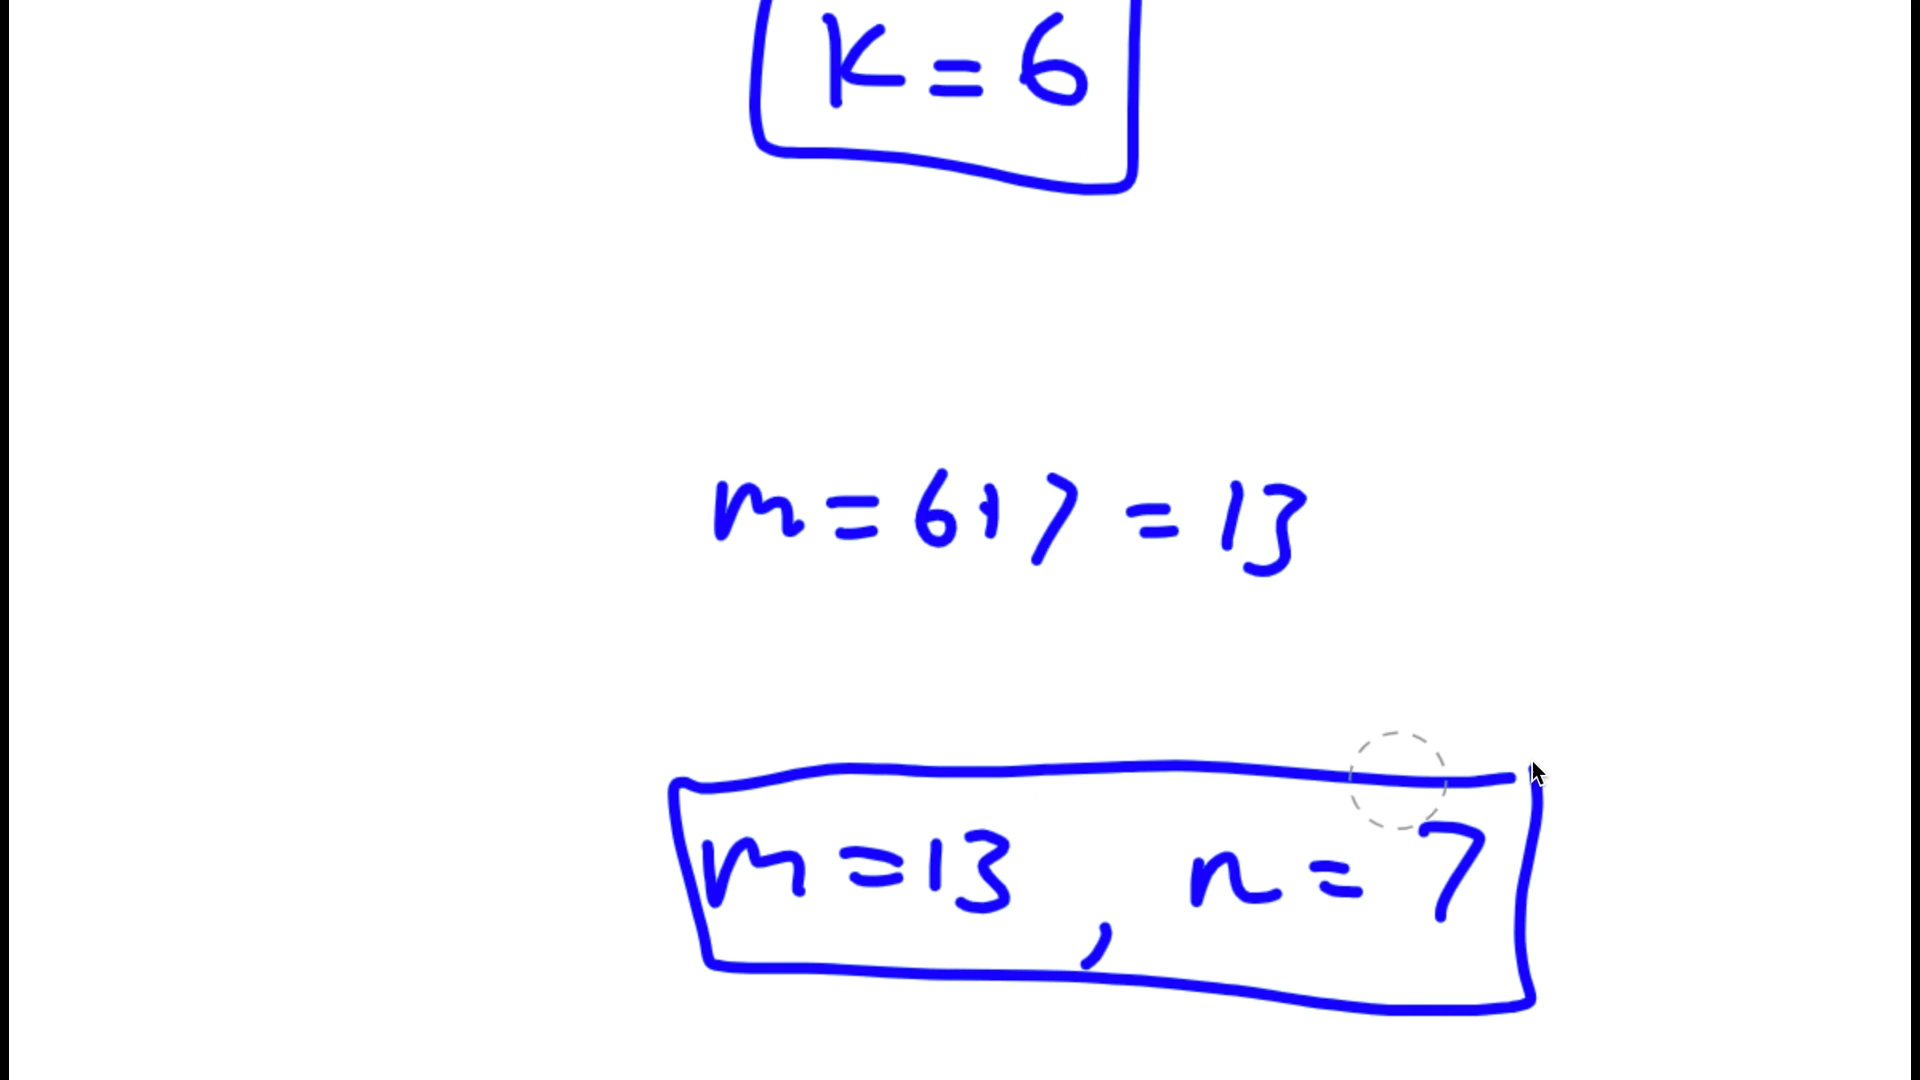 K = 6
m = 6+7 = 13
m = 13 , n = 7